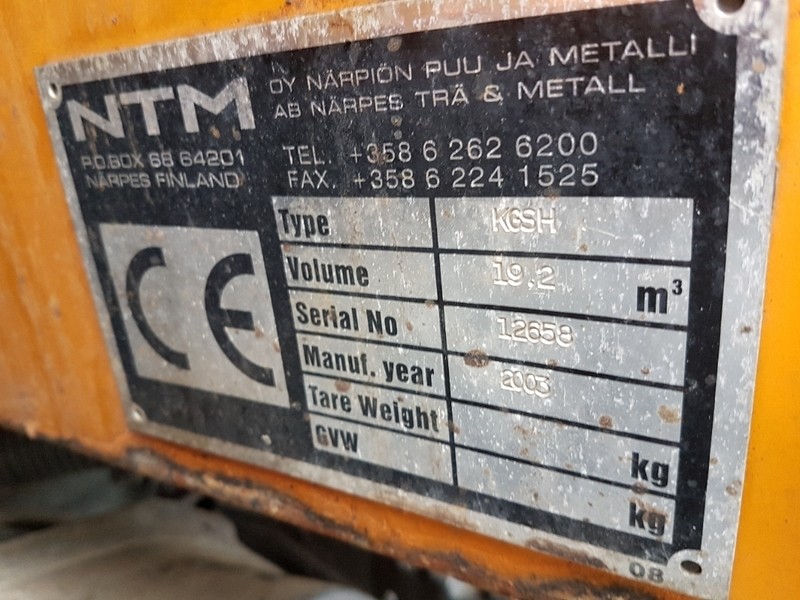 NTM
OY NÄRPIÖN PUU JA METALLI
AB NÄRPES TRÄ & METALL
P.O.BOX 66 64201
NÄRPES FINLAND
TEL. +358 6 262 6200
FAX. +358 6 224 1525
CE
Type KGSH
Volume 19.2 m³
Serial No 12658
Manuf. year 2003
Tare Weight kg
GVW kg
08